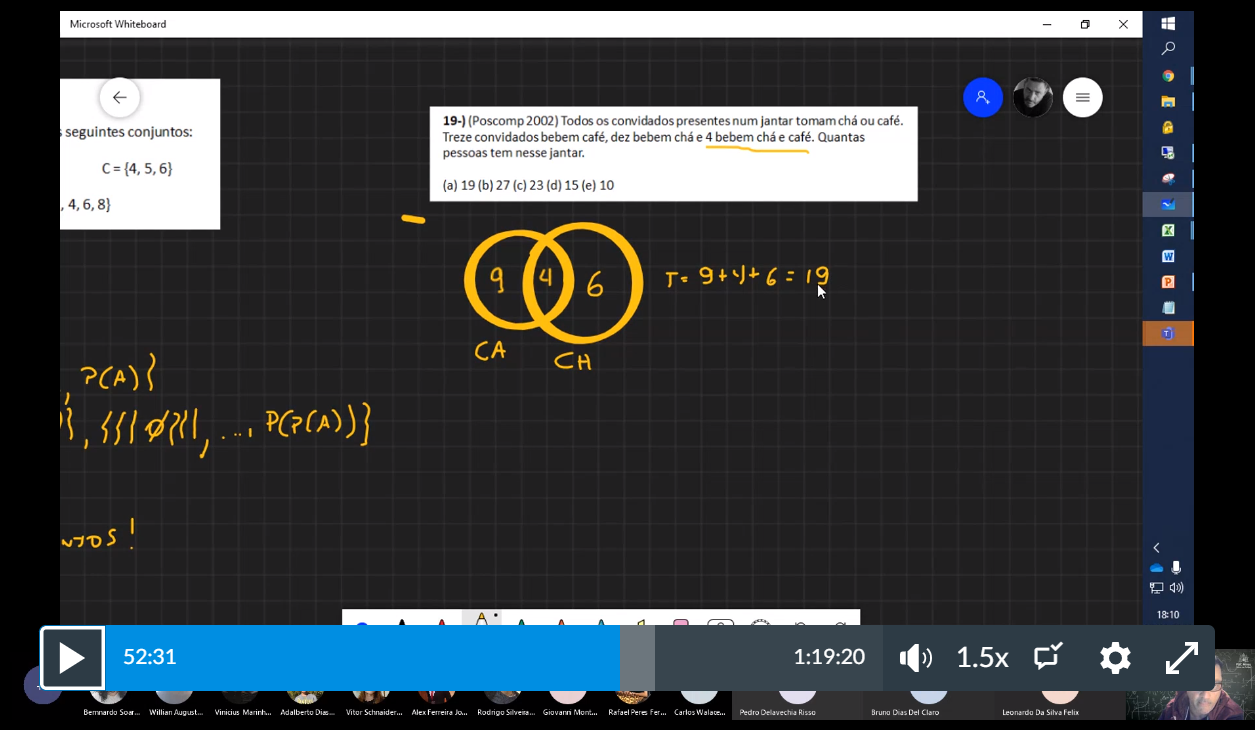 Microsoft Whiteboard
s seguintes conjuntos:
C = {4, 5, 6}
, 4, 6, 8}
19-) (Poscomp 2002) Todos os convidados presentes num jantar tomam chá ou café.
Treze convidados bebem café, dez bebem chá e 4 bebem chá e café. Quantas
pessoas tem nesse jantar.
(a) 19 (b) 27 (c) 23 (d) 15 (e) 10
9 4 6
T = 9 + 4 + 6 = 19
CA CH
, P(A)}
, {{{ ∅ }}}, ..., P(P(A))}
NTOS!
18:10
52:31
1:19:20
1.5x
Bernnardo Soar...
Willian August...
Vinicius Marinh...
Adalberto Dias...
Vitor Schnaider...
Alex Ferreira Jo...
Rodrigo Silveira...
Giovanni Mont...
Rafael Peres Fer...
Carlos Walace...
Pedro Delavechia Risso
Bruno Dias Del Claro
Leonardo Da Silva Felix